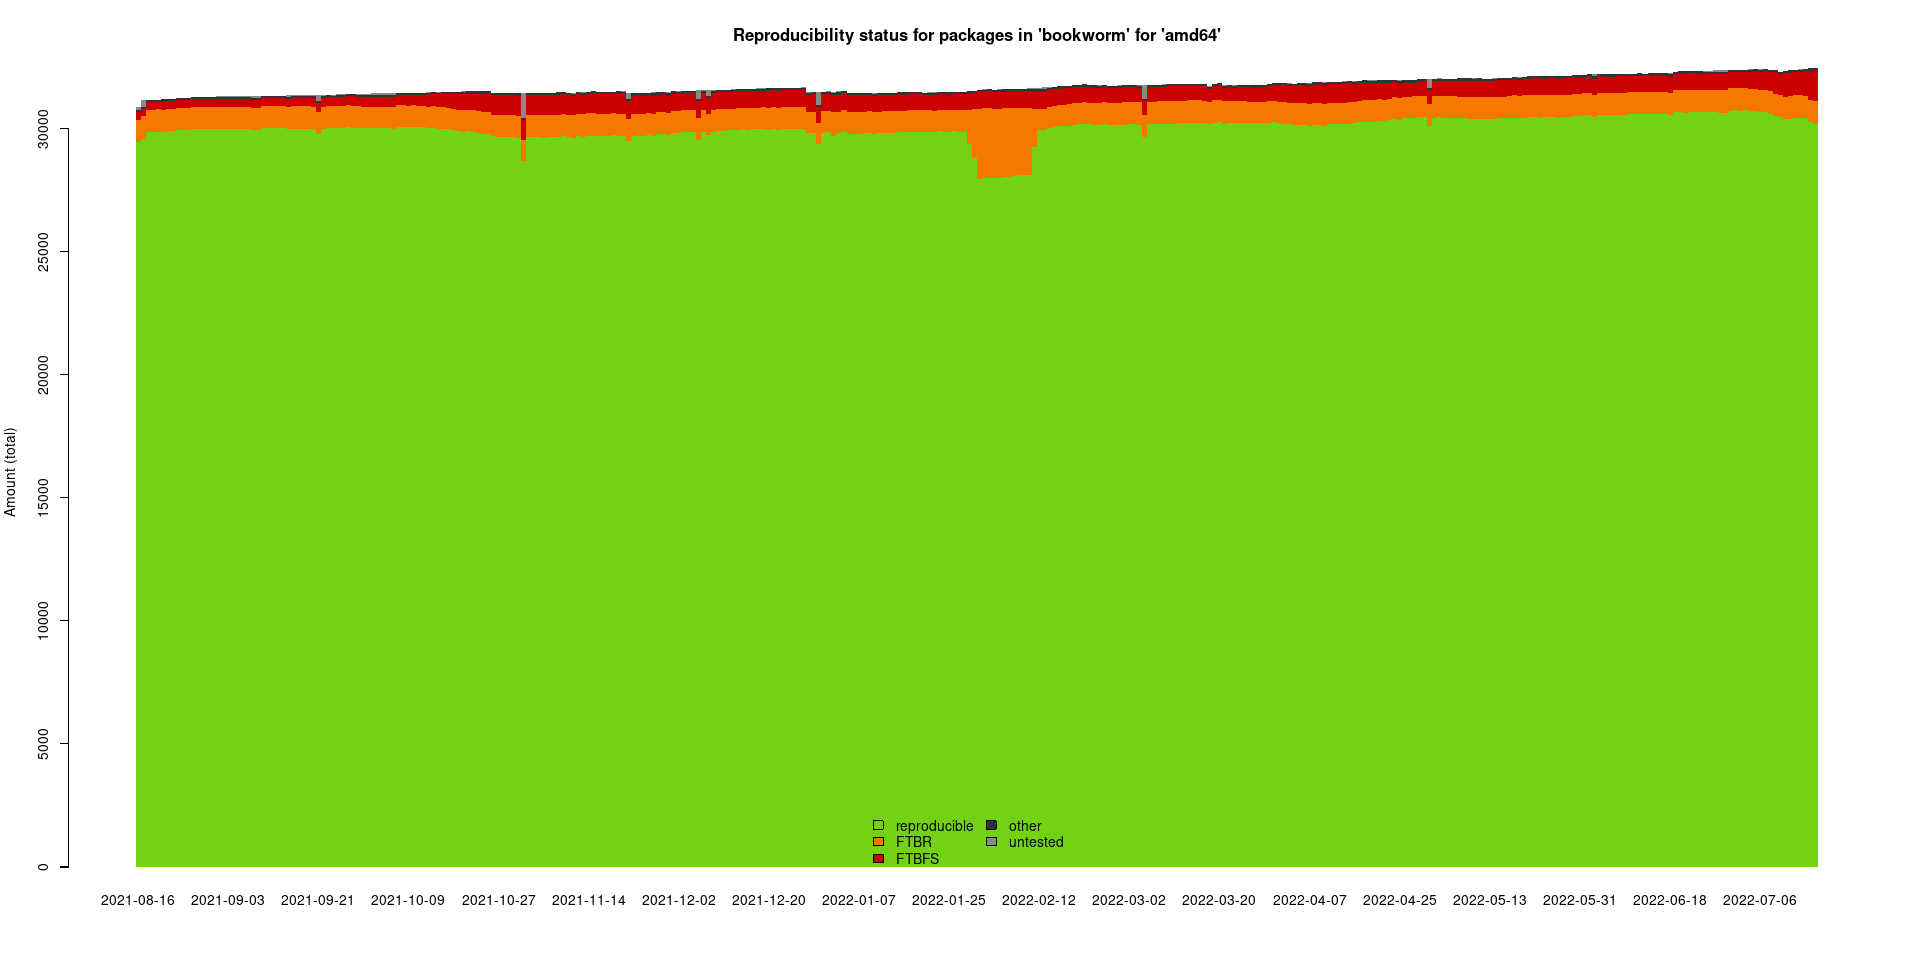 Reproducibility status for packages in 'bookworm' for 'amd64'
Amount (total)
30000
25000
20000
15000
10000
5000
0
reproducible
FTBR
FTBFS
other
untested
2021-08-16 2021-09-03 2021-09-21 2021-10-09 2021-10-27 2021-11-14 2021-12-02 2021-12-20 2022-01-07 2022-01-25 2022-02-12 2022-03-02 2022-03-20 2022-04-07 2022-04-25 2022-05-13 2022-05-31 2022-06-18 2022-07-06